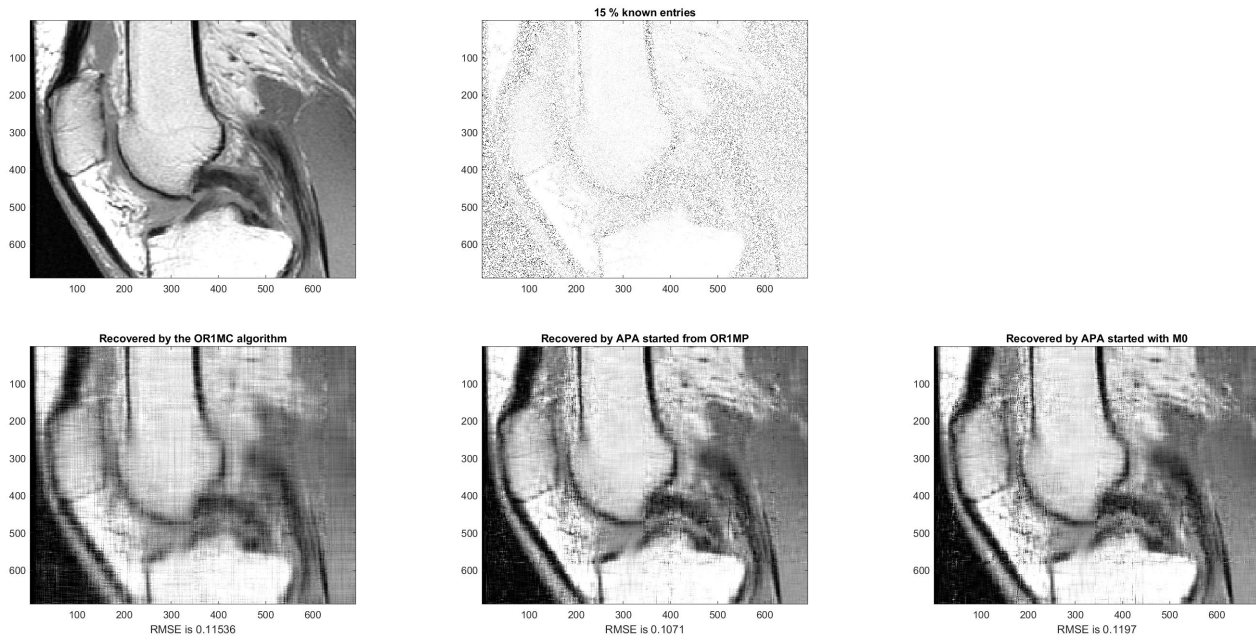 15 % known entries
100
200
300
400
500
600
100 200 300 400 500 600
100
200
300
400
500
600
100 200 300 400 500 600
Recovered by the OR1MC algorithm
100
200
300
400
500
600
100 200 300 400 500 600
RMSE is 0.11536
Recovered by APA started from OR1MP
100
200
300
400
500
600
100 200 300 400 500 600
RMSE is 0.1071
Recovered by APA started with M0
100
200
300
400
500
600
100 200 300 400 500 600
RMSE is 0.1197